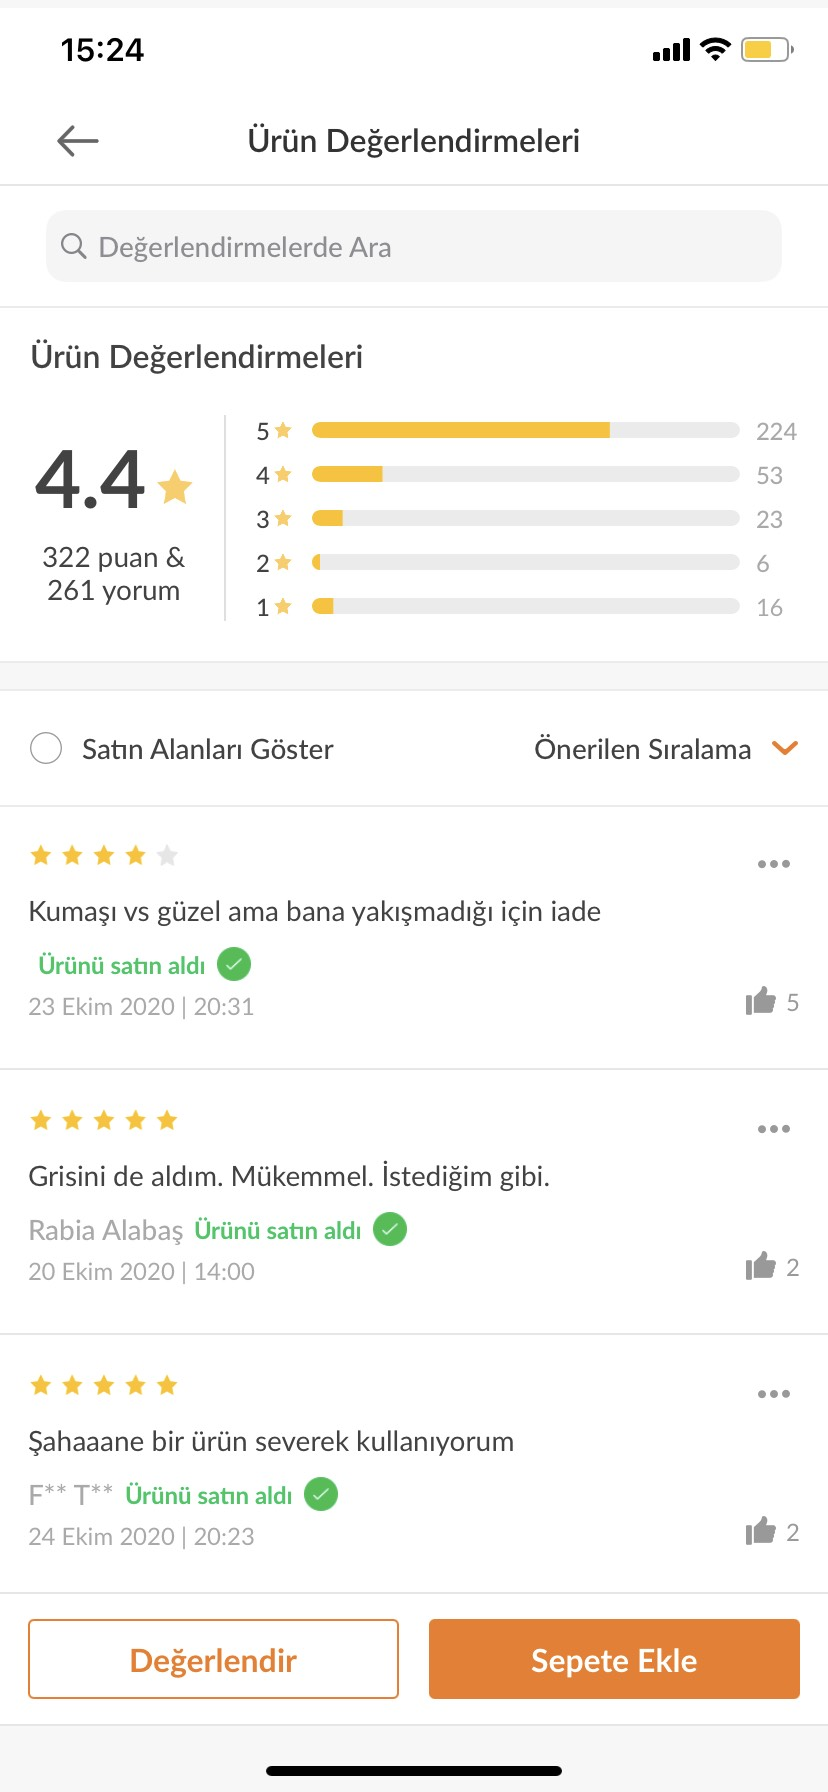 15:24
Ürün Değerlendirmeleri
Değerlendirmelerde Ara
Ürün Değerlendirmeleri
4.4
322 puan &
261 yorum
5 224
4 53
3 23
2 6
1 16
Satın Alanları Göster
Önerilen Sıralama
Kumaşı vs güzel ama bana yakışmadığı için iade
Ürünü satın aldı
23 Ekim 2020 | 20:31
5
Grisini de aldım. Mükemmel. İstediğim gibi.
Rabia Alabaş Ürünü satın aldı
20 Ekim 2020 | 14:00
2
Şahaaane bir ürün severek kullanıyorum
F** T** Ürünü satın aldı
24 Ekim 2020 | 20:23
2
Değerlendir
Sepete Ekle